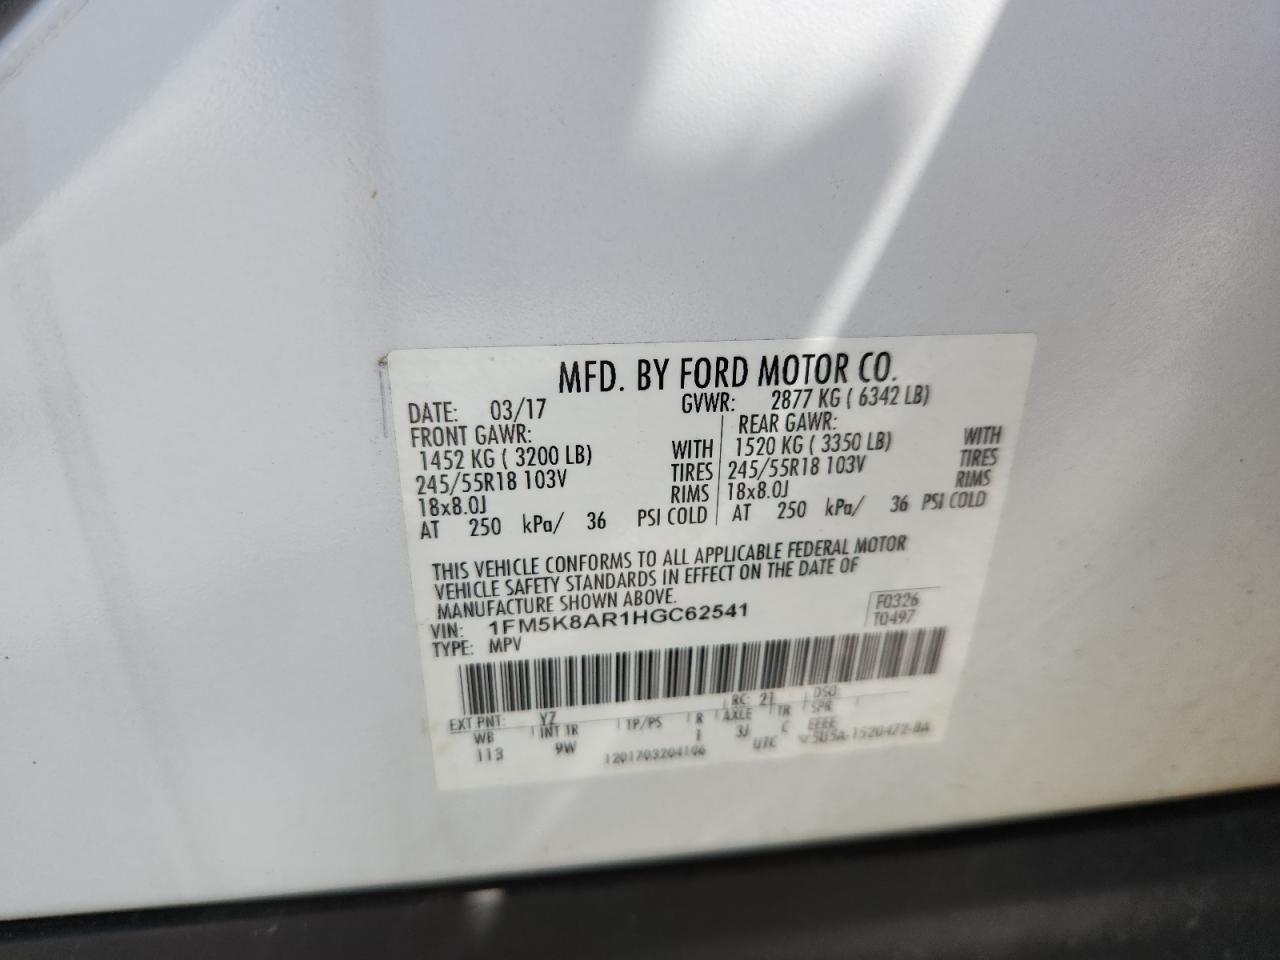 MFD. BY FORD MOTOR CO.
DATE: 03/17 GVWR: 2877 KG ( 6342 LB)
FRONT GAWR: REAR GAWR:
1452 KG ( 3200 LB) WITH 1520 KG ( 3350 LB) WITH
245/55R18 103V TIRES 245/55R18 103V TIRES
18x8.0J RIMS 18x8.0J RIMS
AT 250 kPa/ 36 PSI COLD AT 250 kPa/ 36 PSI COLD
THIS VEHICLE CONFORMS TO ALL APPLICABLE FEDERAL MOTOR
VEHICLE SAFETY STANDARDS IN EFFECT ON THE DATE OF
MANUFACTURE SHOWN ABOVE.
VIN: 1FM5K8AR1HGC62541
F0326
T0497
TYPE: MPV
EXT PNT: YZ RC: 21 DSO:
WB INT TR TP/PS R AXLE TR SPR
113 9W 1 3J C EEEE
1201703204106 UTC